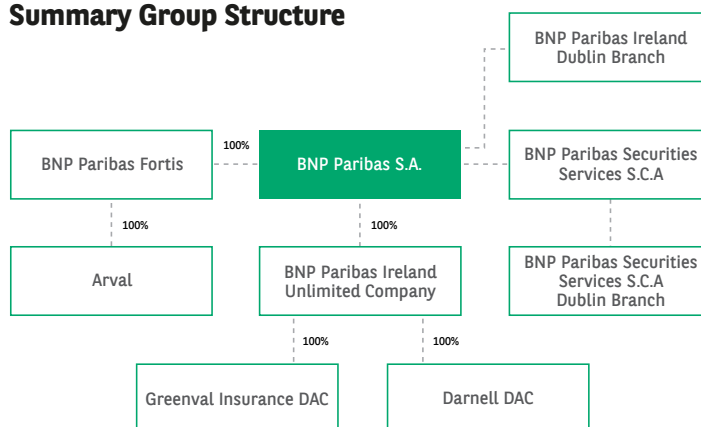 Summary Group Structure
BNP Paribas Ireland
Dublin Branch
BNP Paribas Fortis
100%
BNP Paribas S.A.
BNP Paribas Securities
Services S.C.A
100%
100%
Arval
BNP Paribas Ireland
Unlimited Company
BNP Paribas Securities
Services S.C.A
Dublin Branch
100%
100%
Greenval Insurance DAC
Darnell DAC